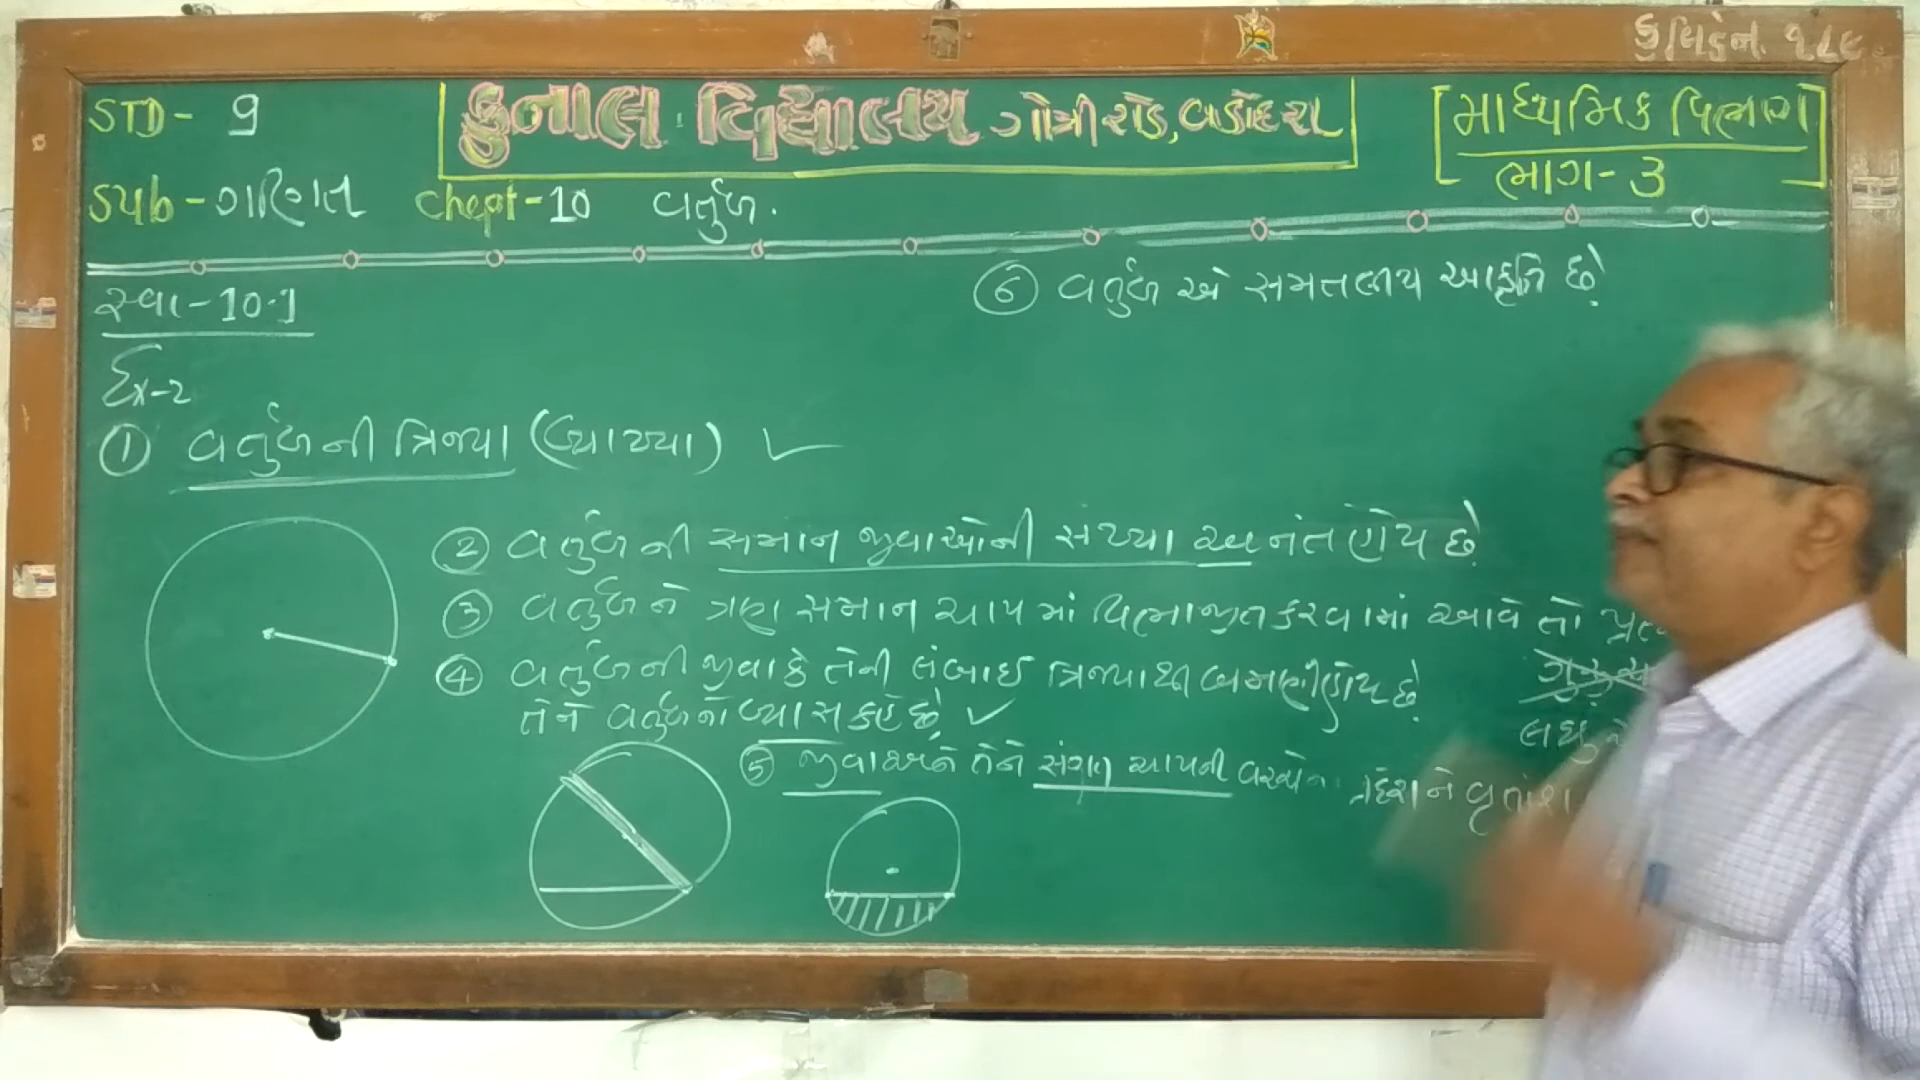 STD- 9
કુનાલ વિદ્યાલય ગોત્રી રોડ, વડોદરા
[માધ્યમિક વિભાગ]
ભાગ- 3
Sub - ગણિત chept-10 વર્તુળ.
સ્વા - 10.1
Ex-2
① વર્તુળની ત્રિજ્યા (વ્યાખ્યા) ✓
② વર્તુળની સમાન જીવાઓની સંખ્યા અનંત હોય છે
③ વર્તુળને ત્રણ સમાન ચાપમાં વિભાજીત કરવામાં આવે તો
લઘુ
④ વર્તુળની જીવા કે તેની લંબાઈ ત્રિજ્યાથી બમણી હોય છે
તેને વર્તુળનો વ્યાસ કહે છે ✓
⑤ જીવા અને તેને સંગત ચાપની વચ્ચેના
⑥ વર્તુળ એ સમતલીય આકૃતિ છે